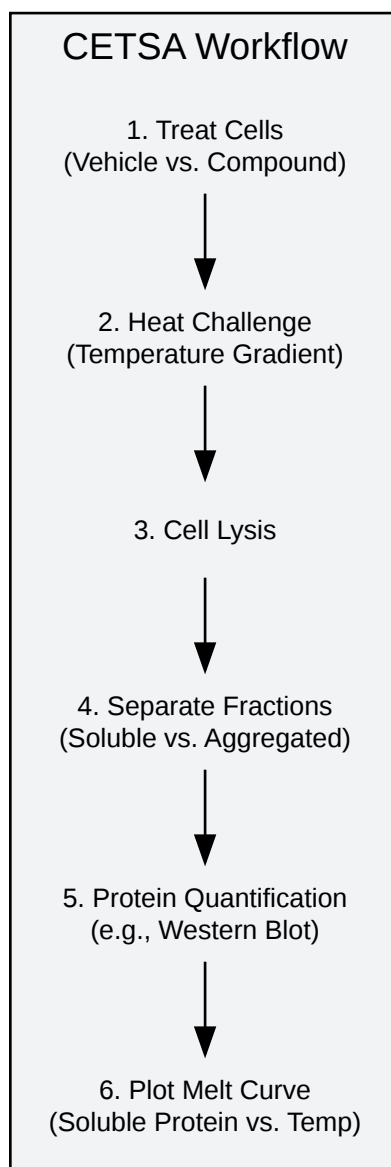 CETSA Workflow
1. Treat Cells
(Vehicle vs. Compound)
2. Heat Challenge
(Temperature Gradient)
3. Cell Lysis
4. Separate Fractions
(Soluble vs. Aggregated)
5. Protein Quantification
(e.g., Western Blot)
6. Plot Melt Curve
(Soluble Protein vs. Temp)